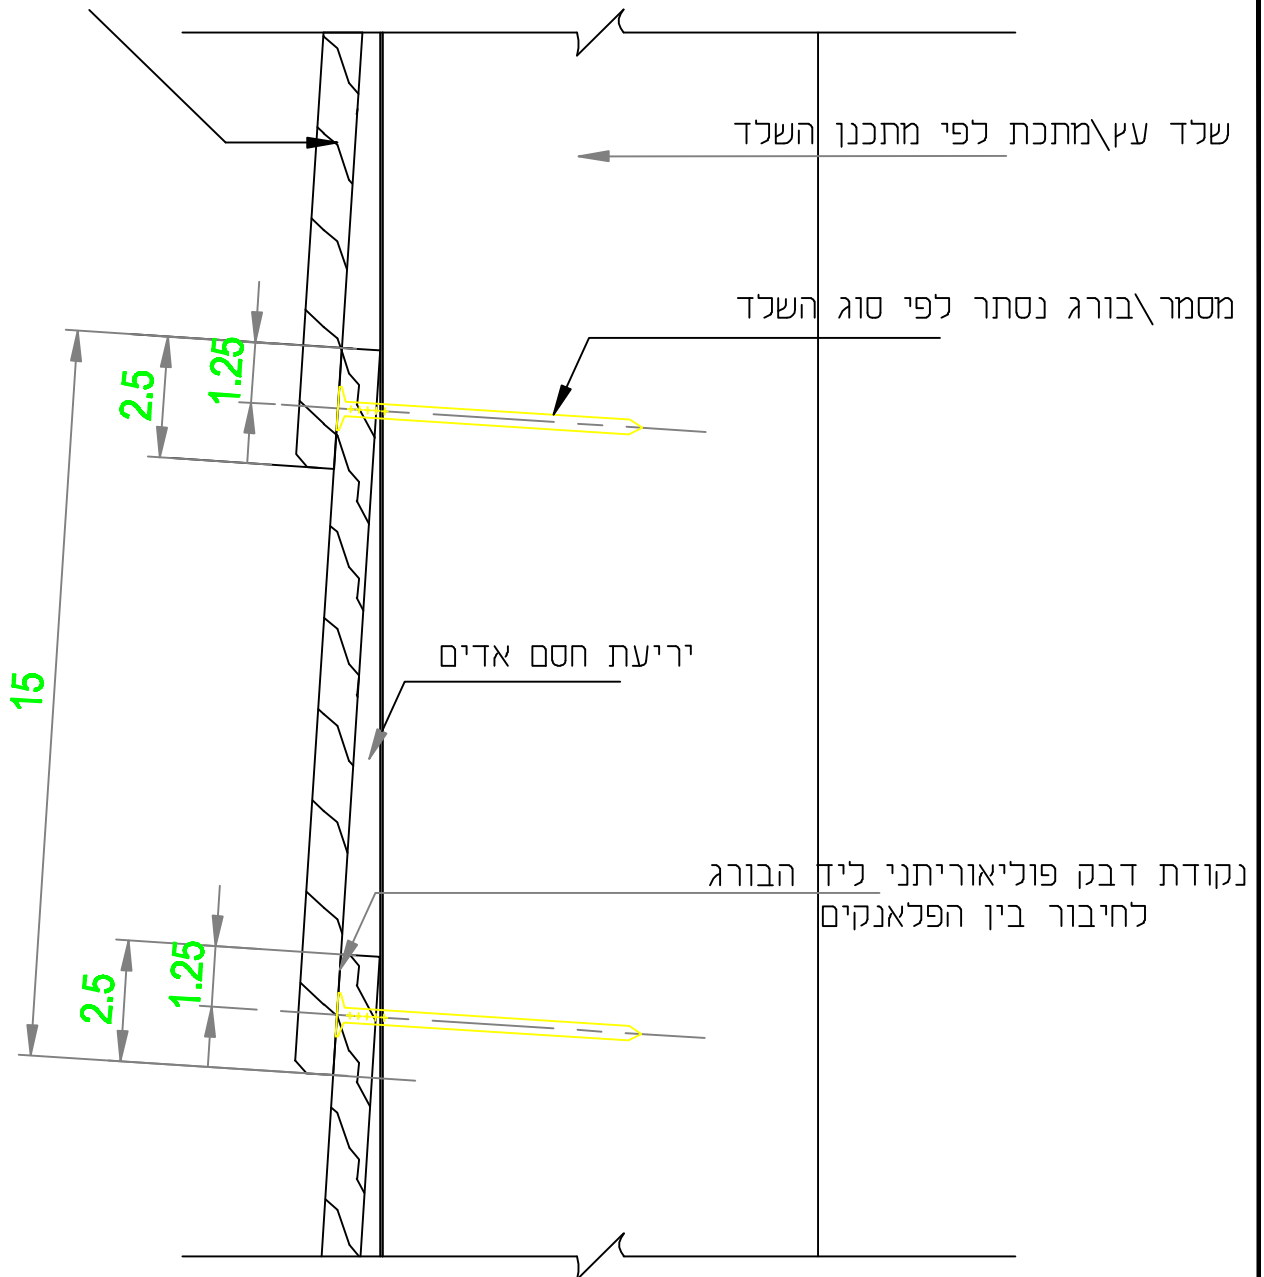 שלד עץ\מתכת לפי מתכנן השלד
מסמר\בורג נסתר לפי סוג השלד
1.25
2.5
15
יריעת חסם אדים
נקודת דבק פוליאוריתני ליד הבורג
לחיבור בין הפלאנקים
1.25
2.5